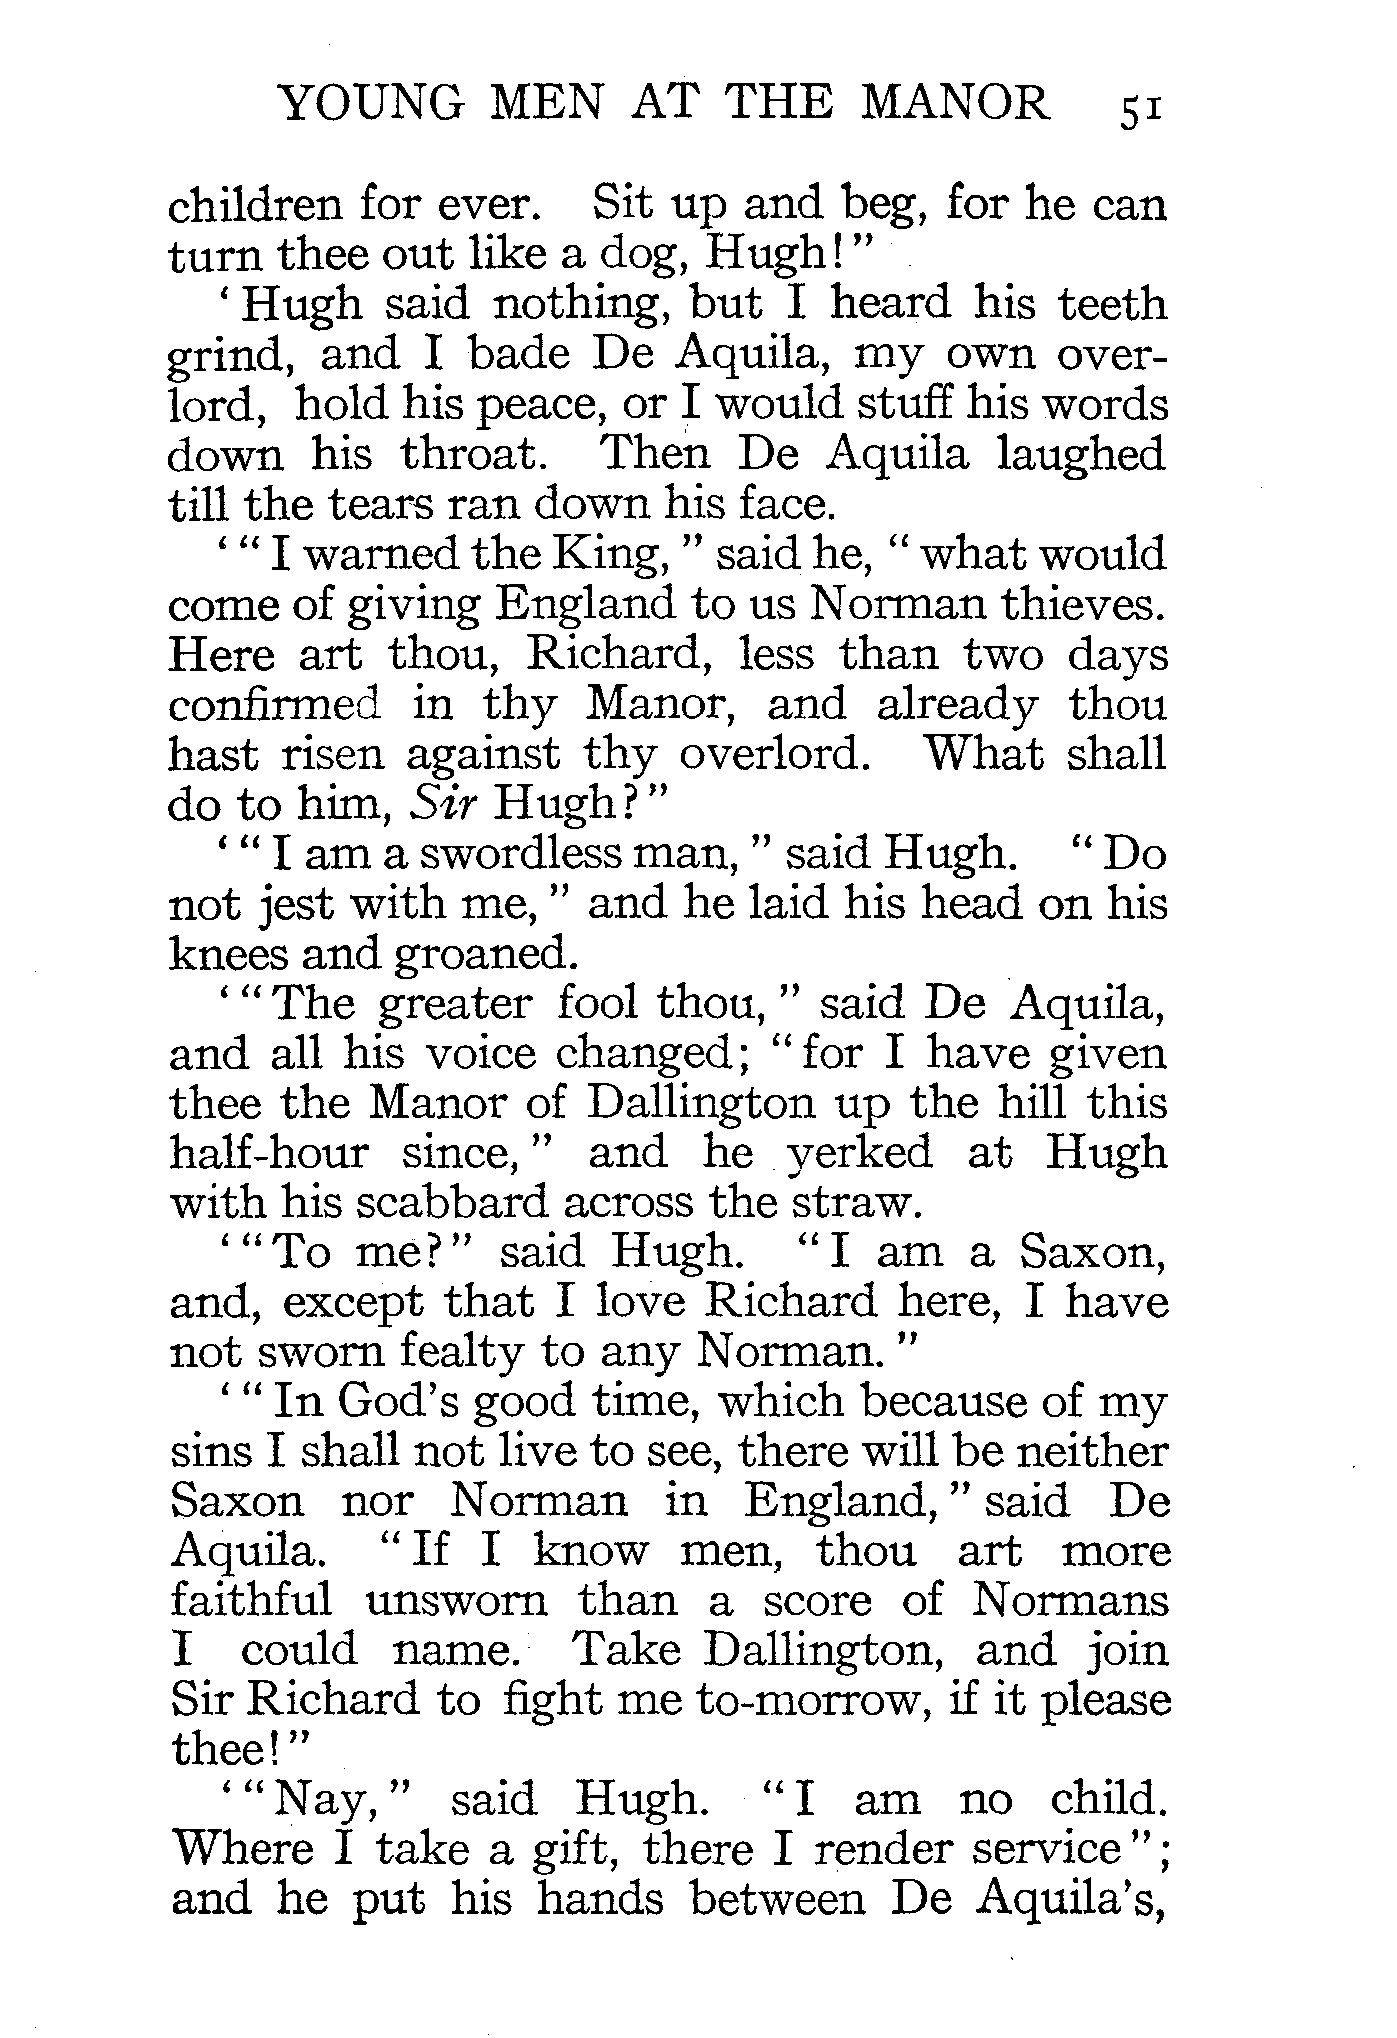 YOUNG MEN AT THE MANOR 51
children for ever. Sit up and beg, for he can
turn thee out like a dog, Hugh!”
‘Hugh said nothing, but I heard his teeth
grind, and I bade De Aquila, my own over-
lord, hold his peace, or I would stuff his words
down his throat. Then De Aquila laughed
till the tears ran down his face.
‘“I warned the King,” said he, “what would
come of giving England to us Norman thieves.
Here art thou, Richard, less than two days
confirmed in thy Manor, and already thou
hast risen against thy overlord. What shall
do to him, Sir Hugh?”
‘“I am a swordless man,” said Hugh. “Do
not jest with me,” and he laid his head on his
knees and groaned.
‘“The greater fool thou,” said De Aquila,
and all his voice changed; “for I have given
thee the Manor of Dallington up the hill this
half-hour since,” and he yerked at Hugh
with his scabbard across the straw.
‘“To me?” said Hugh. “I am a Saxon,
and, except that I love Richard here, I have
not sworn fealty to any Norman.”
‘“In God’s good time, which because of my
sins I shall not live to see, there will be neither
Saxon nor Norman in England,” said De
Aquila. “If I know men, thou art more
faithful unsworn than a score of Normans
I could name. Take Dallington, and join
Sir Richard to fight me to-morrow, if it please
thee!”
‘“Nay,” said Hugh. “I am no child.
Where I take a gift, there I render service”;
and he put his hands between De Aquila’s,